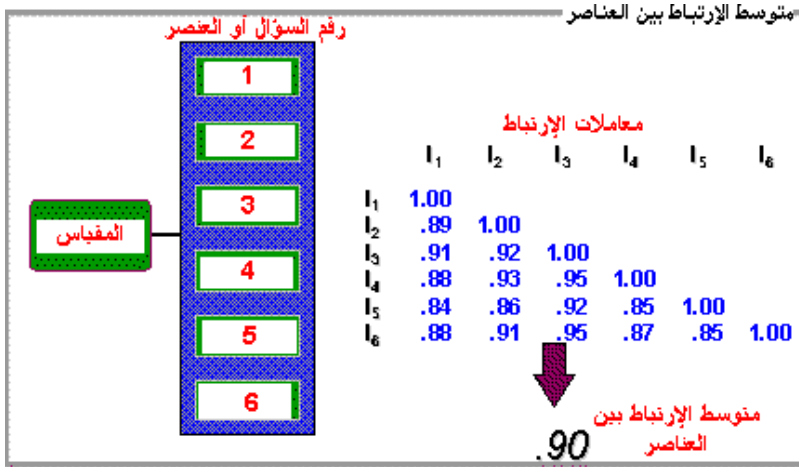 متوسط الإرتباط بين العناصر
رقم السؤال أو العنصر
1
2
3
4
5
6
المقياس
معاملات الإرتباط
I1 I2 I3 I4 I5 I6
I1 1.00
I2 .89 1.00
I3 .91 .92 1.00
I4 .88 .93 .95 1.00
I5 .84 .86 .92 .85 1.00
I6 .88 .91 .95 .87 .85 1.00
متوسط الإرتباط بين
العناصر
.90